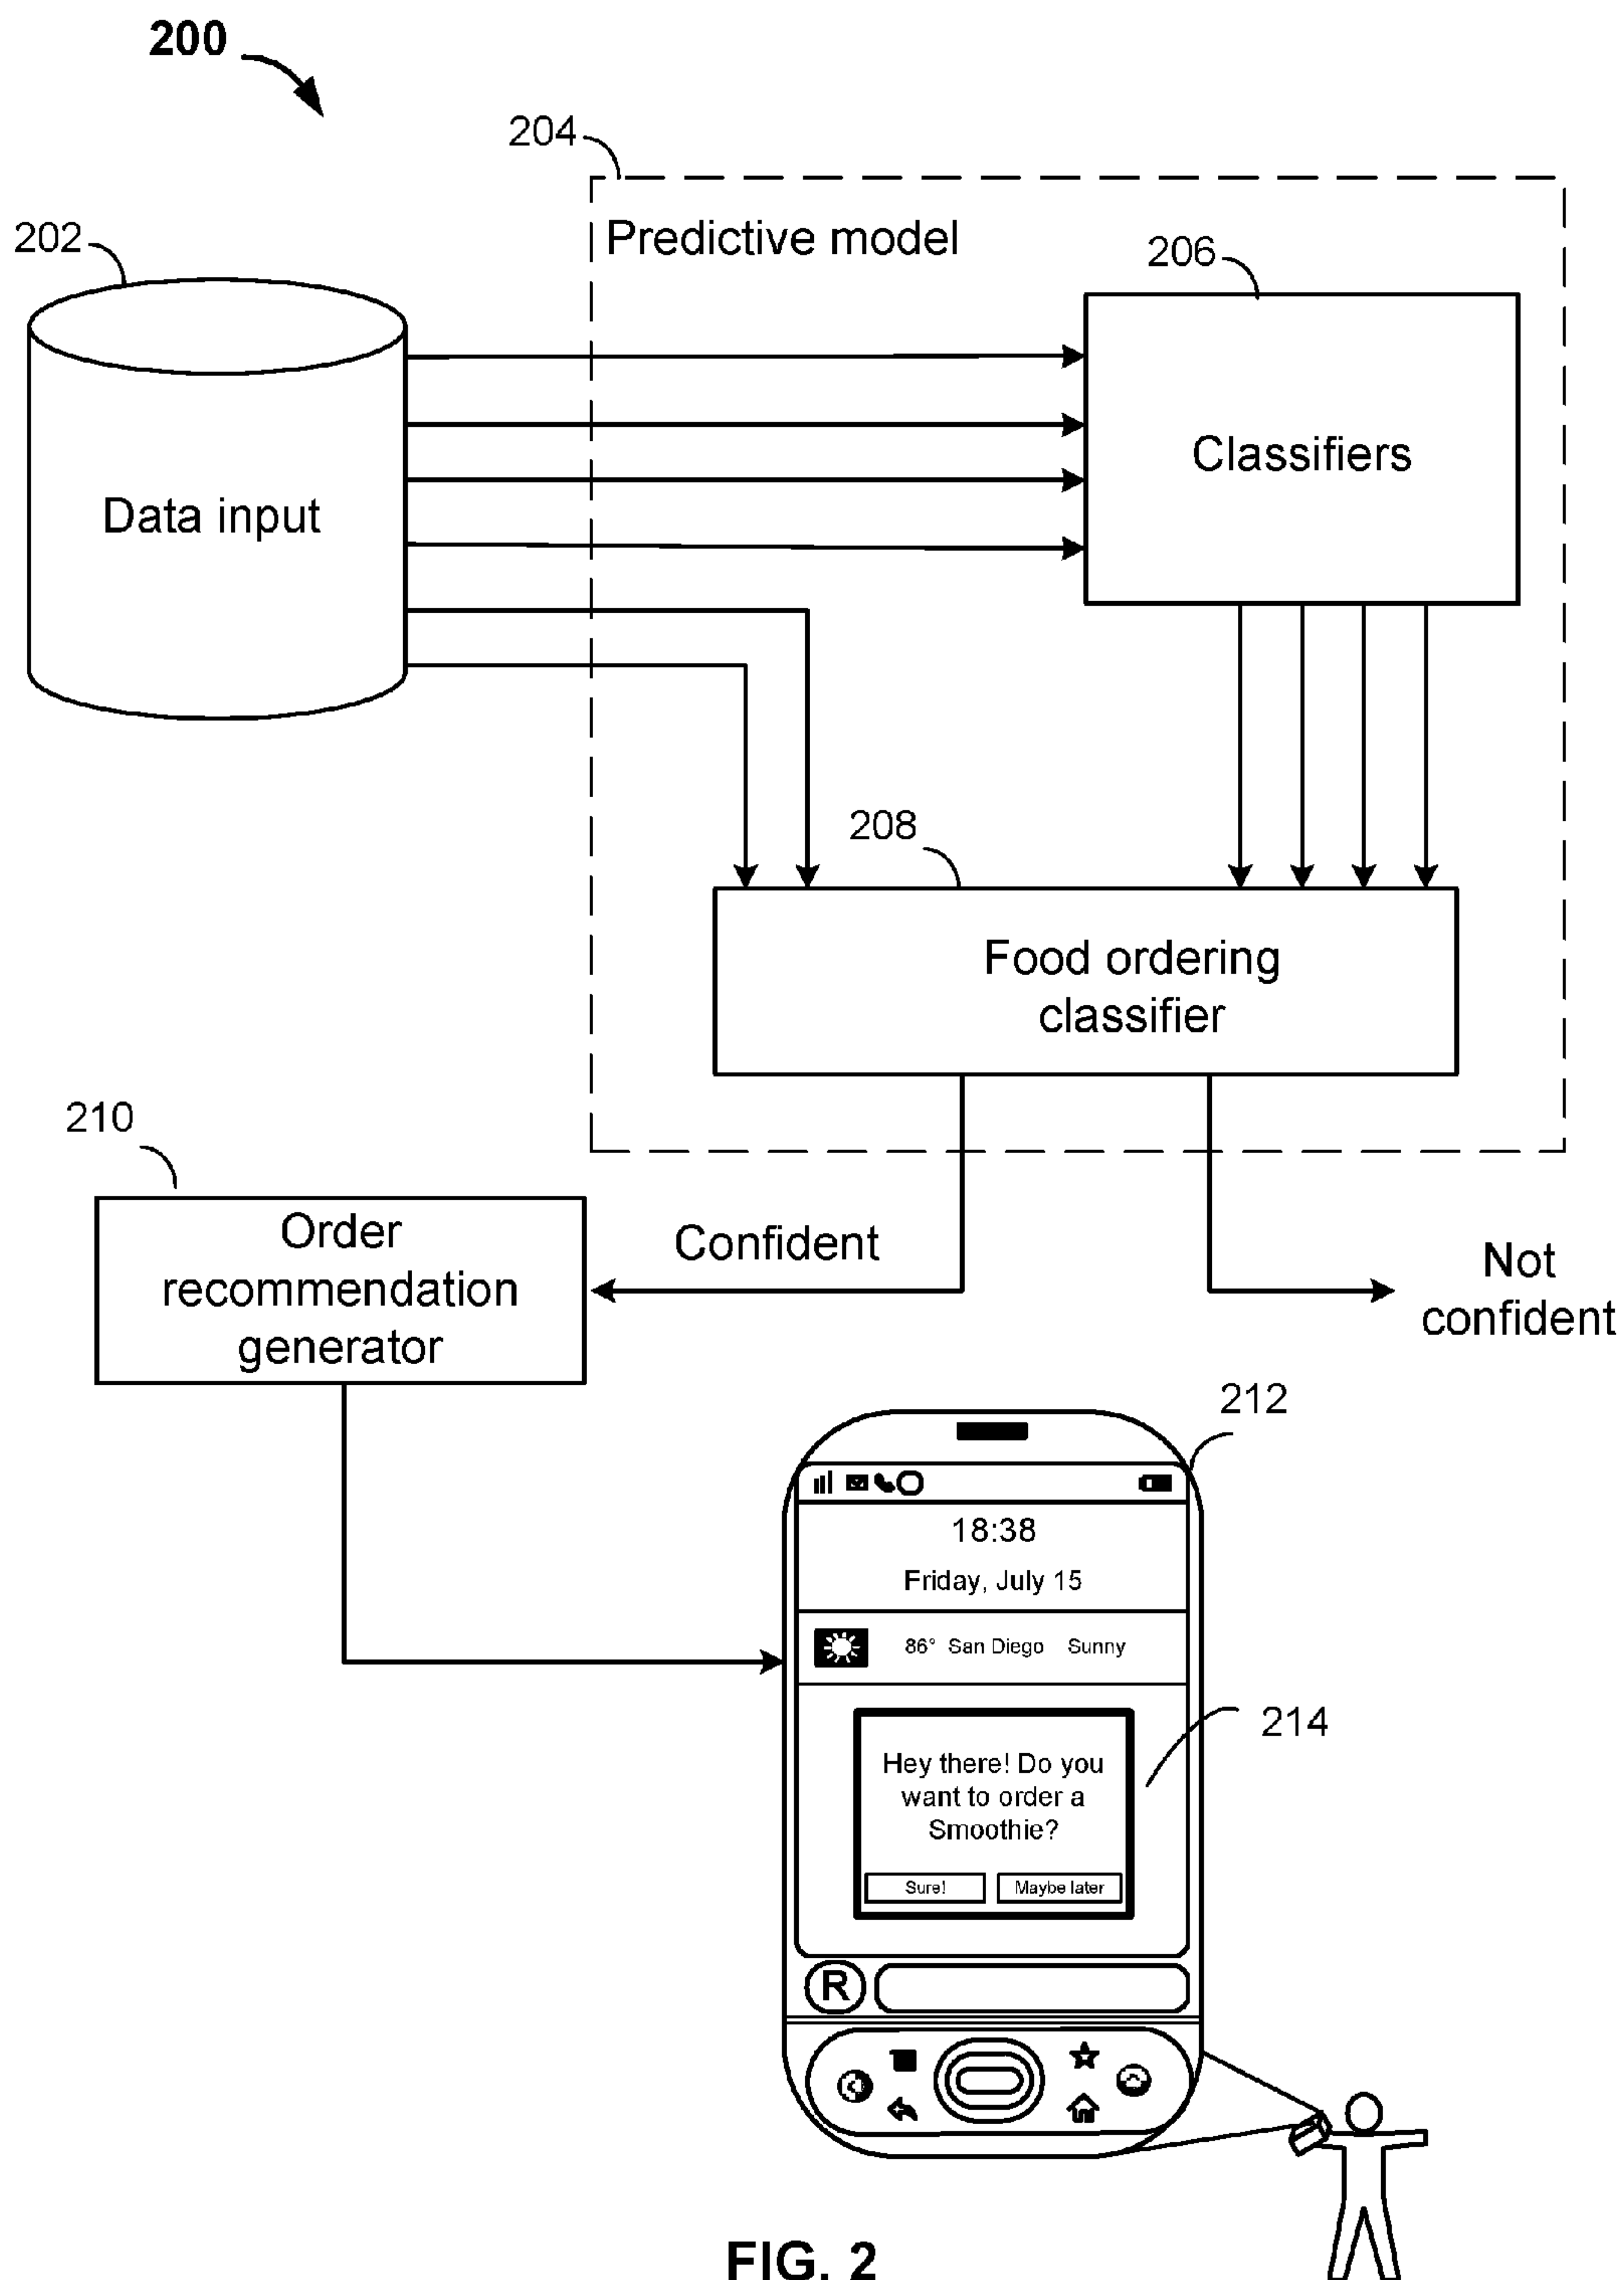 200
204
202
Predictive model
206
Classifiers
Data input
208
Food ordering
classifier
210
Order
recommendation
generator
Confident
Not
confident
212
18:38
Friday, July 15
86° San Diego Sunny
214
Hey there! Do you
want to order a
Smoothie?
Sure!
Maybe later
R
FIG. 2